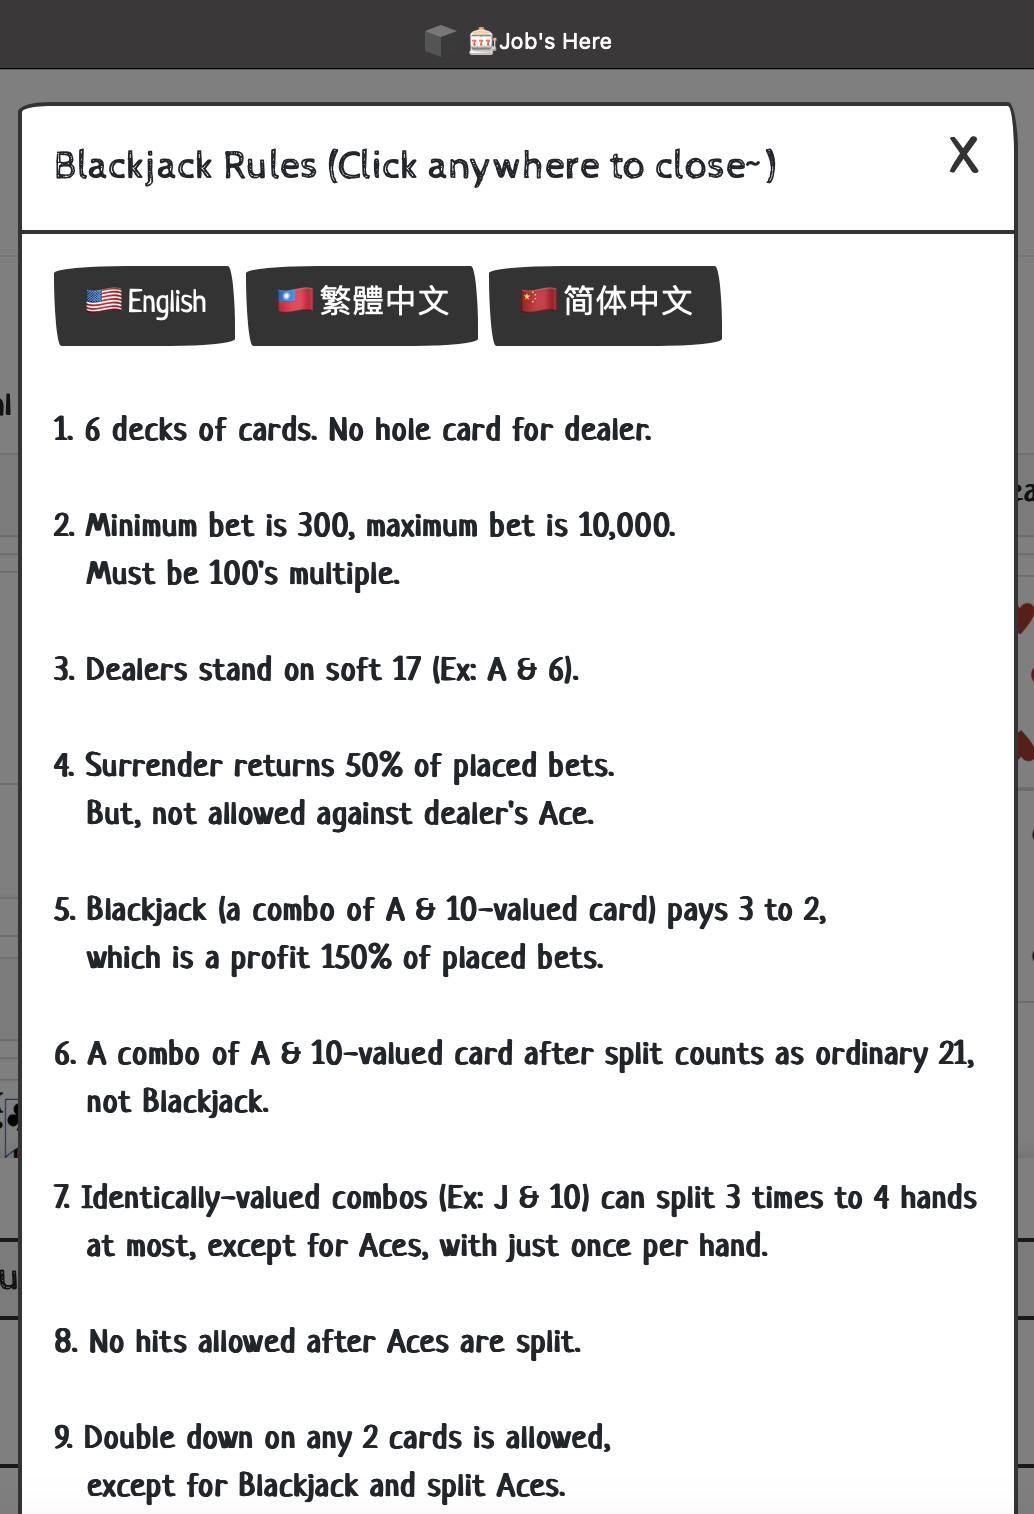 Job's Here
Blackjack Rules (Click anywhere to close~)
X
English
繁體中文
简体中文
1. 6 decks of cards. No hole card for dealer.
2. Minimum bet is 300, maximum bet is 10,000.
Must be 100's multiple.
3. Dealers stand on soft 17 (Ex: A & 6).
4. Surrender returns 50% of placed bets.
But, not allowed against dealer's Ace.
5. Blackjack (a combo of A & 10-valued card) pays 3 to 2,
which is a profit 150% of placed bets.
6. A combo of A & 10-valued card after split counts as ordinary 21,
not Blackjack.
7. Identically-valued combos (Ex: J & 10) can split 3 times to 4 hands
at most, except for Aces, with just once per hand.
8. No hits allowed after Aces are split.
9. Double down on any 2 cards is allowed,
except for Blackjack and split Aces.